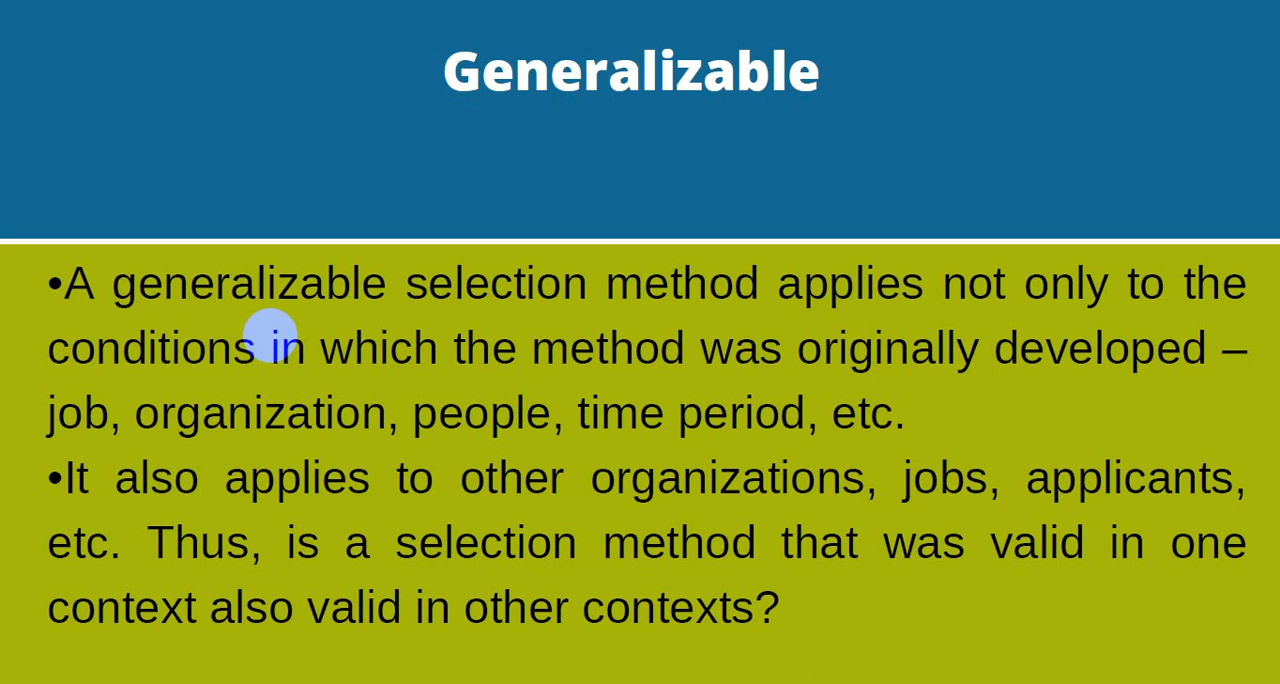 Generalizable
•A generalizable selection method applies not only to the
conditions in which the method was originally developed –
job, organization, people, time period, etc.
•It also applies to other organizations, jobs, applicants,
etc. Thus, is a selection method that was valid in one
context also valid in other contexts?